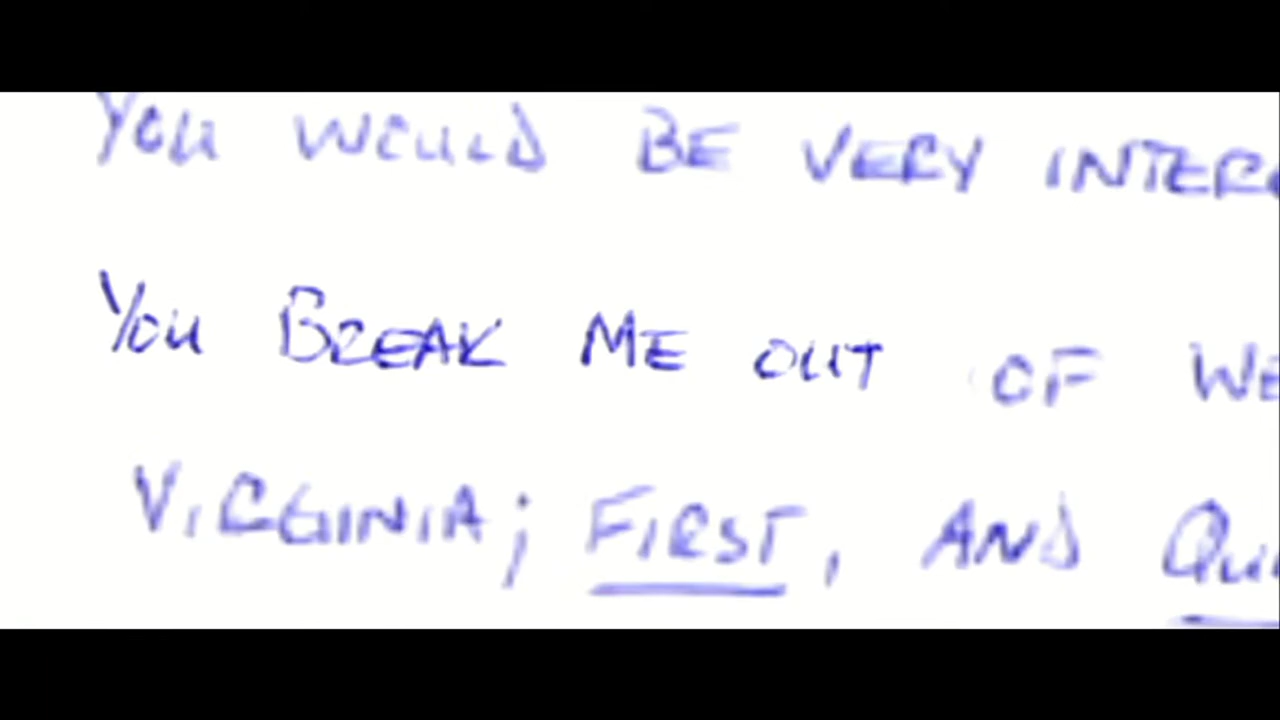 YOU WOULD BE VERY
YOU BREAK ME OUT OF
VIRGINIA; FIRST, AND